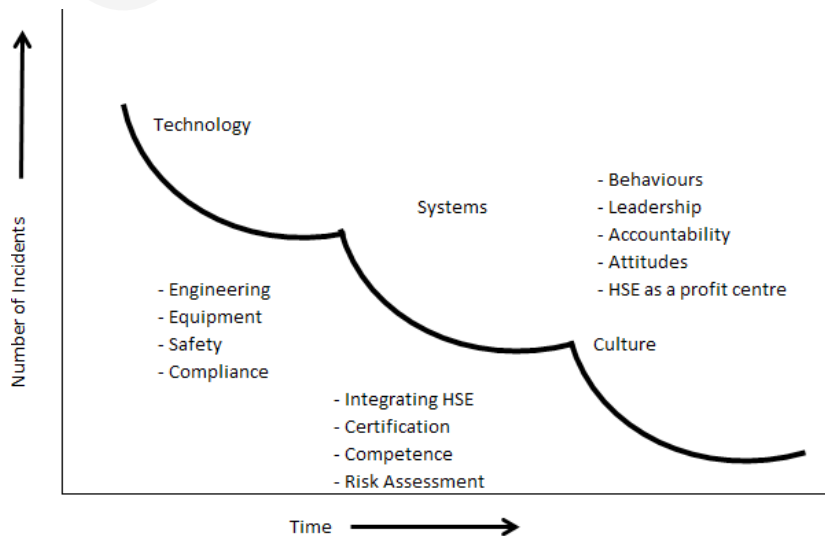 Number of Incidents
Technology
- Engineering
- Equipment
- Safety
- Compliance
Systems
- Integrating HSE
- Certification
- Competence
- Risk Assessment
- Behaviours
- Leadership
- Accountability
- Attitudes
- HSE as a profit centre
Culture
Time